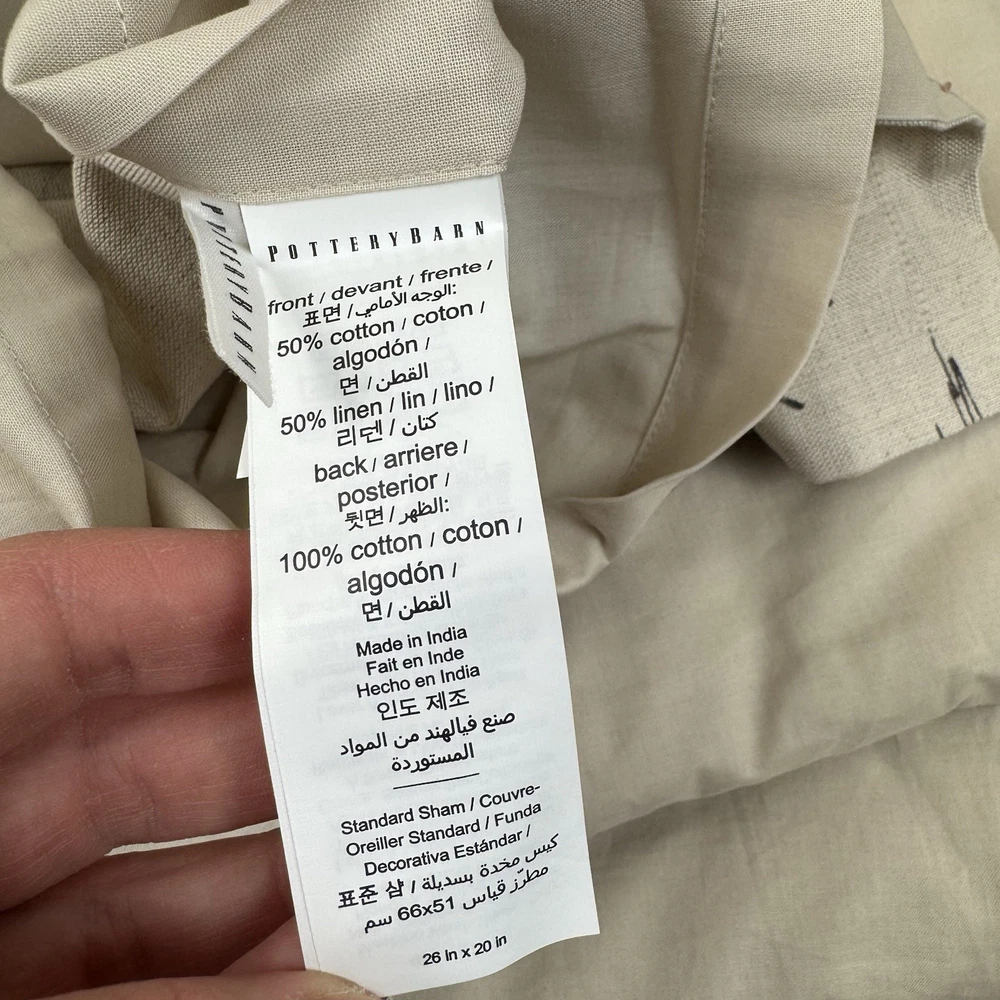 POTTERYBARN
POTTERYBARN
front / devant / frente /
표면 / الوجه الأمامي:
50% cotton / coton /
algodón /
면 / القطن
50% linen / lin / lino /
리덴 / كتان
back / arriere /
posterior /
뒷면 / الظهر:
100% cotton / coton /
algodón /
면 / القطن
Made in India
Fait en Inde
Hecho en India
인도 제조
صنع فيالهند من المواد
المستوردة
Standard Sham / Couvre-
Oreiller Standard / Funda
Decorativa Estándar /
표준 샴 / كيس مخدة بسديلة
مطرّز قياس 66x51 سم
26 in x 20 in